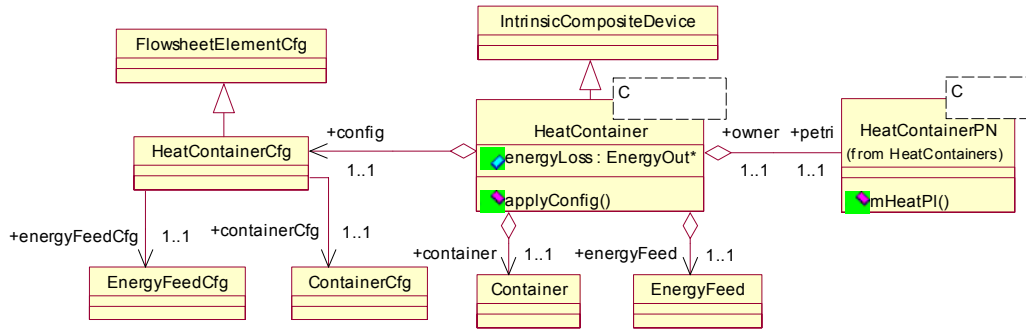 IntrinsicCompositeDevice
FlowsheetElementCfg
C
C
HeatContainer
energyLoss : EnergyOut*
applyConfig()
HeatContainerPN
(from HeatContainers)
mHeatPI()
+config
1..1
+owner
1..1
+petri
1..1
HeatContainerCfg
+energyFeedCfg
1..1
+containerCfg
1..1
+container
1..1
+energyFeed
1..1
EnergyFeedCfg
ContainerCfg
Container
EnergyFeed